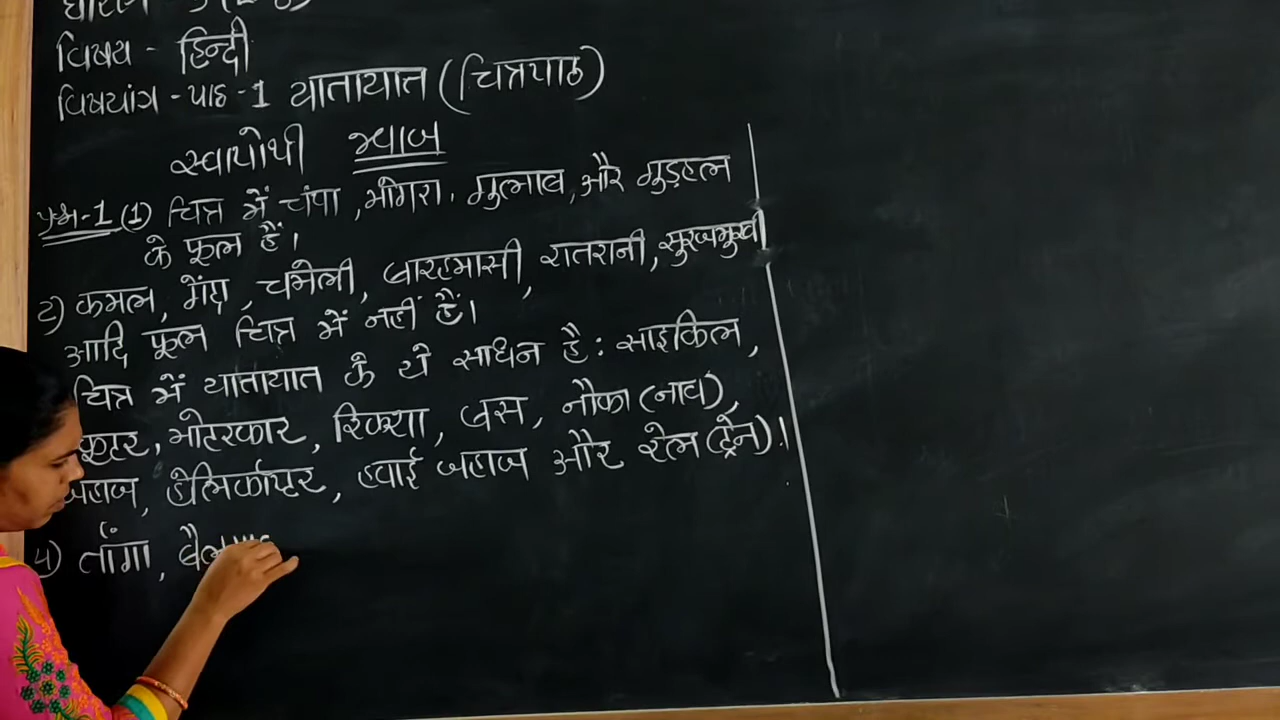 विषय - हिन्दी
विषयांग - पाठ - 1 यातायात (चित्रपाठ)
स्वापोथी भ्याज
प्रश्न-1 (1) चित्र में चंपा, मोगरा, गुलाब, और गुड़हल
के फूल हैं।
2) कमल, गेंदा, चमेली, बारहमासी, रातरानी, सुरजमुखी
आदि फूल चित्र में नहीं हैं।
चित्र में यातायात के ये साधन है: साइकिल,
स्कूटर, मोटरकार, रिक्शा, बस, नौका (नाव),
जहाज, हेलिकॉप्टर, हवाई जहाज और रेल (ट्रेन)।
4) ताँगा,